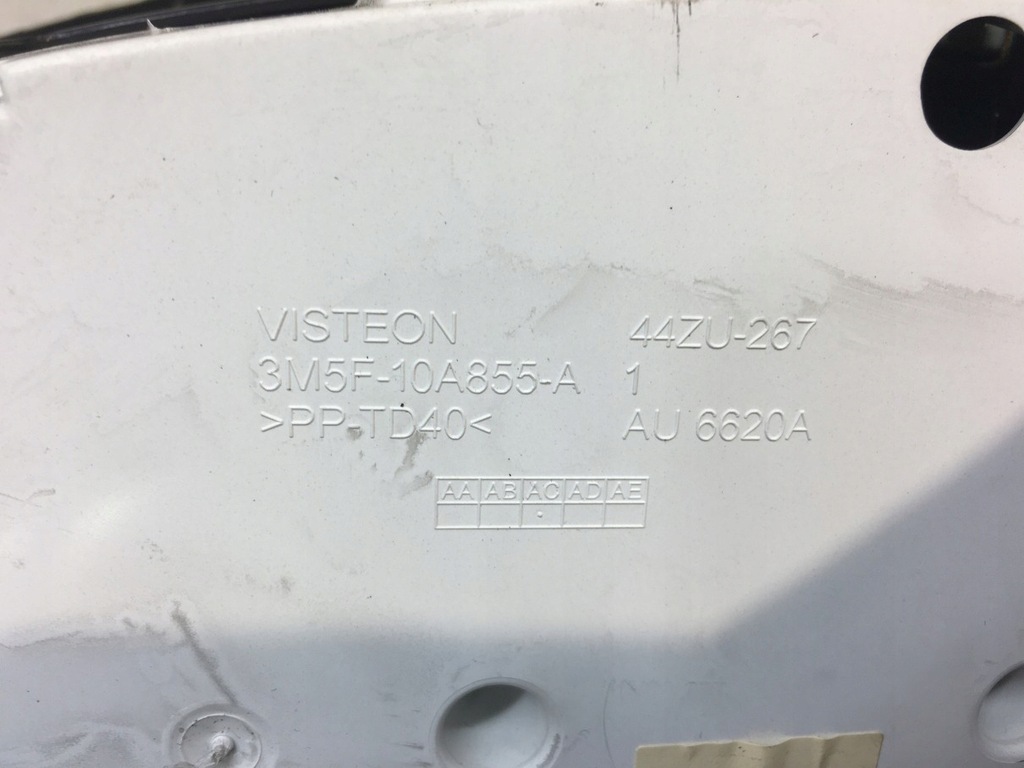 VISTEON 44ZU-267
3M5F-10A855-A 1
>PP-TD40< AU 6620A
AA AB AC AD AE